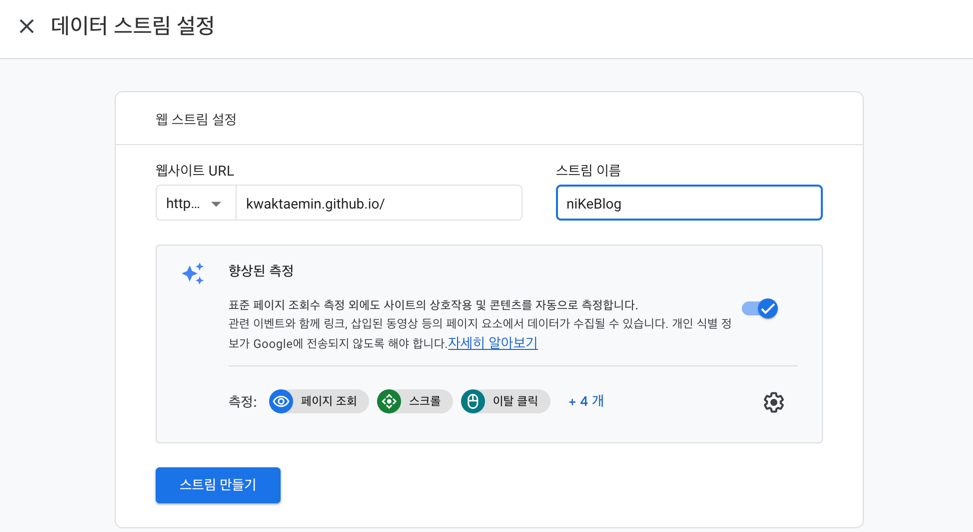 데이터 스트림 설정
웹 스트림 설정
웹사이트 URL
스트림 이름
http...
kwaktaemin.github.io/
niKeBlog
향상된 측정
표준 페이지 조회수 측정 외에도 사이트의 상호작용 및 콘텐츠를 자동으로 측정합니다.
관련 이벤트와 함께 링크, 삽입된 동영상 등의 페이지 요소에서 데이터가 수집될 수 있습니다. 개인 식별 정
보가 Google에 전송되지 않도록 해야 합니다.자세히 알아보기
측정: 페이지 조회 스크롤 이탈 클릭 + 4 개
스트림 만들기